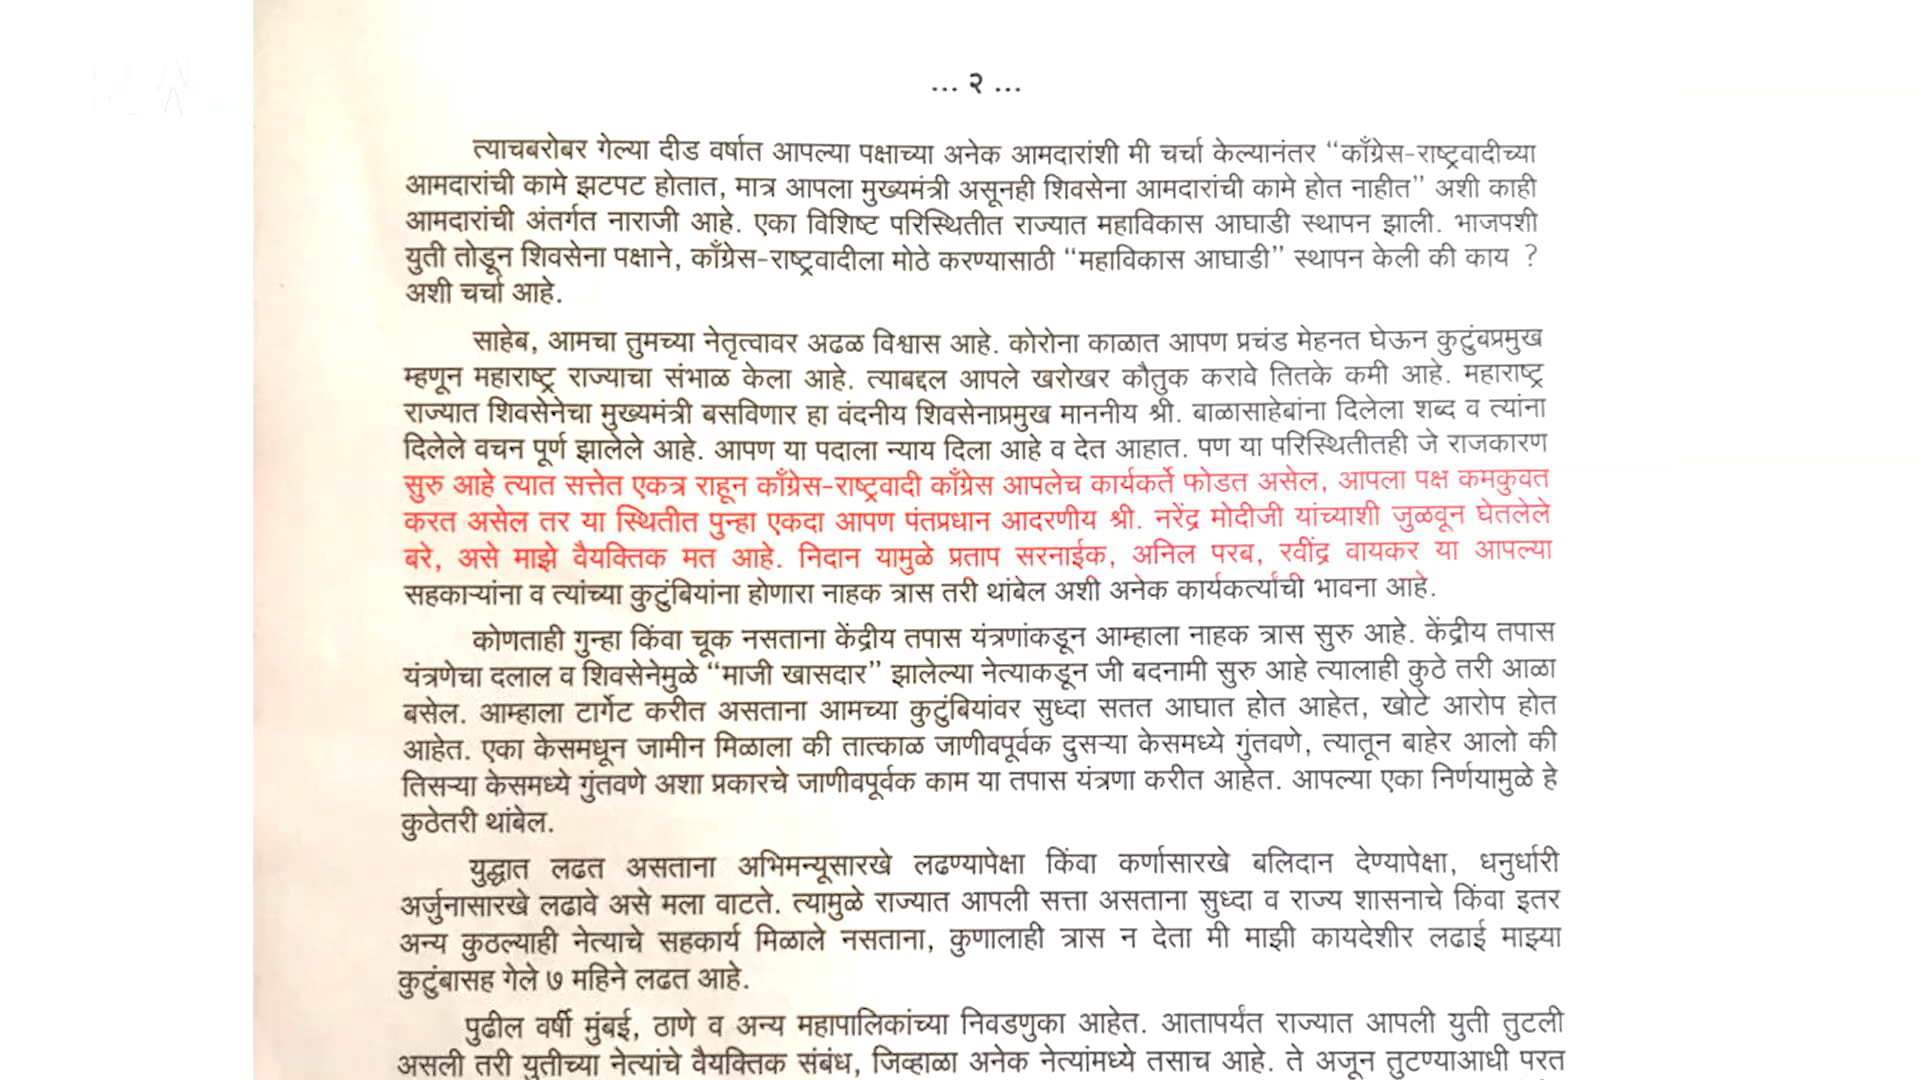 ... २ ...
त्याचबरोबर गेल्या दीड वर्षात आपल्या पक्षाच्या अनेक आमदारांशी मी चर्चा केल्यानंतर “काँग्रेस-राष्ट्रवादीच्या
आमदारांची कामे झटपट होतात, मात्र आपला मुख्यमंत्री असूनही शिवसेना आमदारांची कामे होत नाहीत” अशी काही
आमदारांची अंतर्गत नाराजी आहे. एका विशिष्ट परिस्थितीत राज्यात महाविकास आघाडी स्थापन झाली. भाजपशी
युती तोडून शिवसेना पक्षाने, काँग्रेस-राष्ट्रवादीला मोठे करण्यासाठी “महाविकास आघाडी” स्थापन केली की काय ?
अशी चर्चा आहे.
साहेब, आमचा तुमच्या नेतृत्वावर अढळ विश्वास आहे. कोरोना काळात आपण प्रचंड मेहनत घेऊन कुटुंबप्रमुख
म्हणून महाराष्ट्र राज्याचा संभाळ केला आहे. त्याबद्दल आपले खरोखर कौतुक करावे तितके कमी आहे. महाराष्ट्र
राज्यात शिवसेनेचा मुख्यमंत्री बसविणार हा वंदनीय शिवसेनाप्रमुख माननीय श्री. बाळासाहेबांना दिलेला शब्द व त्यांना
दिलेले वचन पूर्ण झालेले आहे. आपण या पदाला न्याय दिला आहे व देत आहात. पण या परिस्थितीतही जे राजकारण
सुरु आहे त्यात सत्तेत एकत्र राहून काँग्रेस-राष्ट्रवादी काँग्रेस आपलेच कार्यकर्ते फोडत असेल, आपला पक्ष कमकुवत
करत असेल तर या स्थितीत पुन्हा एकदा आपण पंतप्रधान आदरणीय श्री. नरेंद्र मोदीजी यांच्याशी जुळवून घेतलेले
बरे, असे माझे वैयक्तिक मत आहे. निदान यामुळे प्रताप सरनाईक, अनिल परब, रवींद्र वायकर या आपल्या
सहकाऱ्यांना व त्यांच्या कुटुंबियांना होणारा नाहक त्रास तरी थांबेल अशी अनेक कार्यकर्त्यांची भावना आहे.
कोणताही गुन्हा किंवा चूक नसताना केंद्रीय तपास यंत्रणांकडून आम्हाला नाहक त्रास सुरु आहे. केंद्रीय तपास
यंत्रणेचा दलाल व शिवसेनेमुळे “माजी खासदार” झालेल्या नेत्याकडून जी बदनामी सुरु आहे त्यालाही कुठे तरी आळा
बसेल. आम्हाला टार्गेट करीत असताना आमच्या कुटुंबियांवर सुध्दा सतत आघात होत आहेत, खोटे आरोप होत
आहेत. एका केसमधून जामीन मिळाला की तात्काळ जाणीवपूर्वक दुसऱ्या केसमध्ये गुंतवणे, त्यातून बाहेर आलो की
तिसऱ्या केसमध्ये गुंतवणे अशा प्रकारचे जाणीवपूर्वक काम या तपास यंत्रणा करीत आहेत. आपल्या एका निर्णयामुळे हे
कुठेतरी थांबेल.
युद्धात लढत असताना अभिमन्यूसारखे लढण्यापेक्षा किंवा कर्णासारखे बलिदान देण्यापेक्षा, धनुर्धारी
अर्जुनासारखे लढावे असे मला वाटते. त्यामुळे राज्यात आपली सत्ता असताना सुध्दा व राज्य शासनाचे किंवा इतर
अन्य कुठल्याही नेत्याचे सहकार्य मिळाले नसताना, कुणालाही त्रास न देता मी माझी कायदेशीर लढाई माझ्या
कुटुंबासह गेले ७ महिने लढत आहे.
पुढील वर्षी मुंबई, ठाणे व अन्य महापालिकांच्या निवडणुका आहेत. आतापर्यंत राज्यात आपली युती तुटली
असली तरी युतीच्या नेत्यांचे वैयक्तिक संबंध, जिव्हाळा अनेक नेत्यांमध्ये तसाच आहे. ते अजून तुटण्याआधी परत